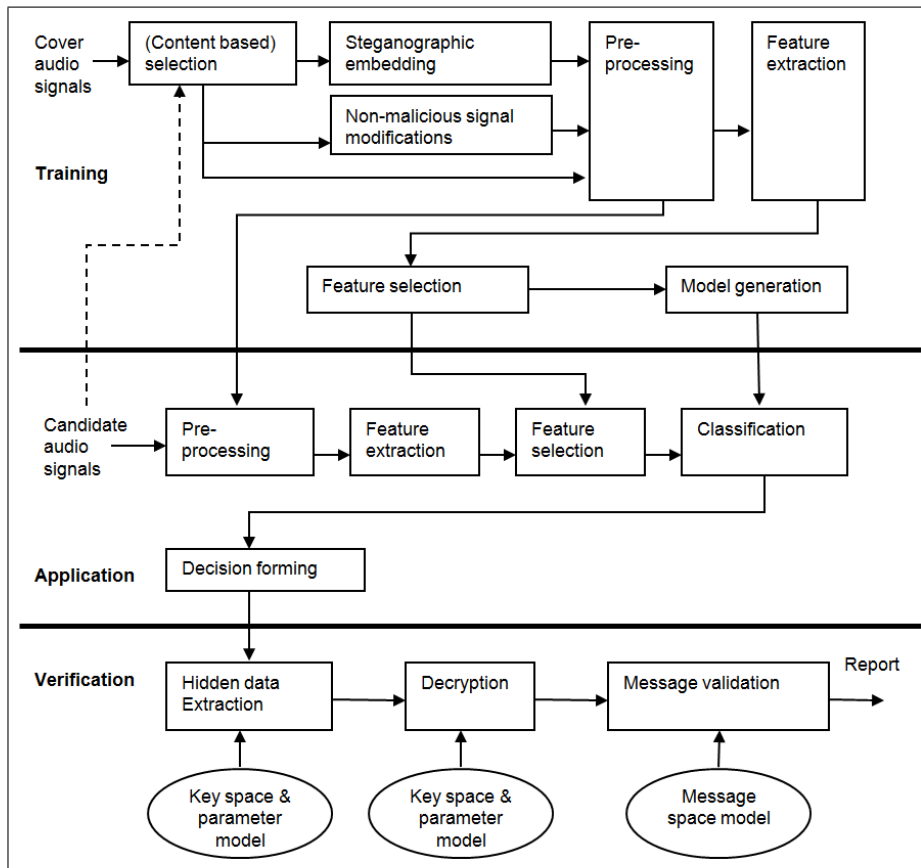 Cover
audio
signals
(Content based)
selection
Steganographic
embedding
Pre-
processing
Feature
extraction
Non-malicious signal
modifications
Training
Feature selection
Model generation
Candidate
audio
signals
Pre-
processing
Feature
extraction
Feature
selection
Classification
Application
Decision forming
Verification
Hidden data
Extraction
Decryption
Message validation
Report
Key space &
parameter
model
Key space &
parameter
model
Message
space model